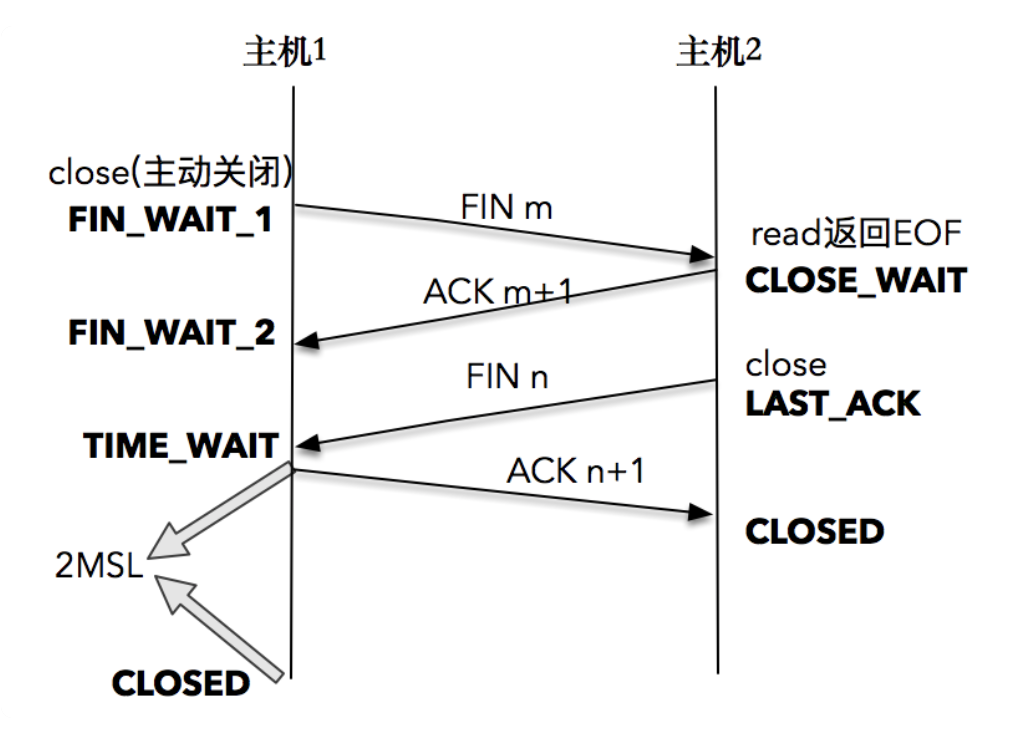 主机1
主机2
close(主动关闭)
FIN_WAIT_1
FIN m
read返回EOF
CLOSE_WAIT
ACK m+1
FIN_WAIT_2
close
FIN n
LAST_ACK
TIME_WAIT
ACK n+1
CLOSED
2MSL
CLOSED